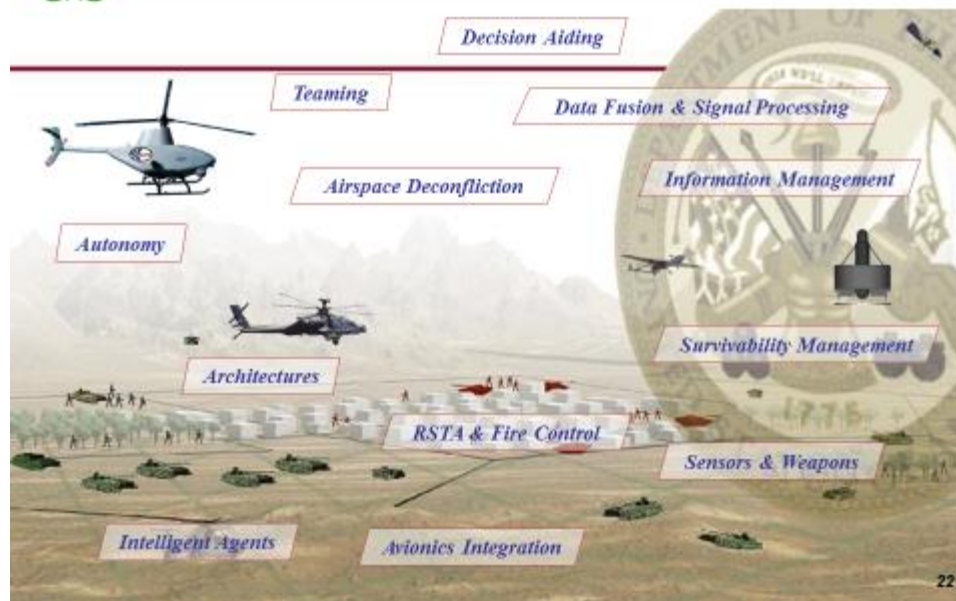 Decision Aiding
Teaming
Data Fusion & Signal Processing
Airspace Deconfliction
Information Management
Autonomy
Survivability Management
Architectures
1775
RSTA & Fire Control
Sensors & Weapons
Intelligent Agents
Avionics Integration
22